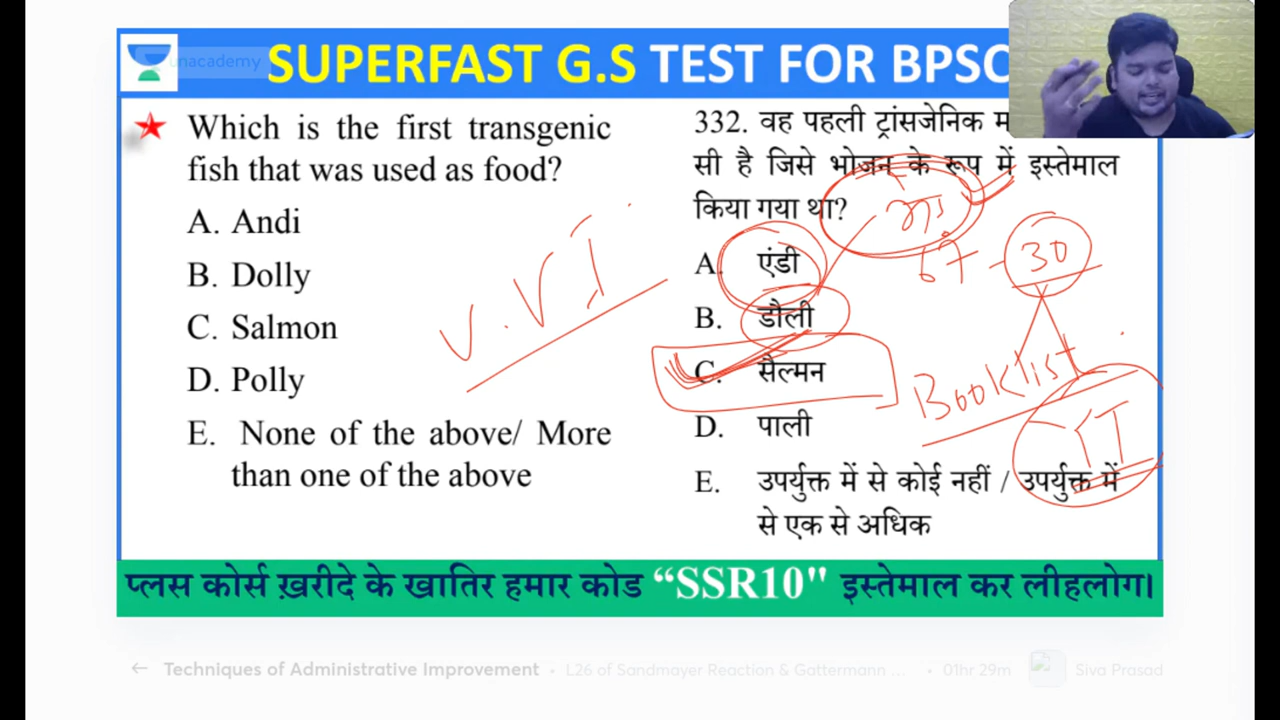 unacademy
SUPERFAST G.S TEST FOR BPSC
Which is the first transgenic
fish that was used as food?
A. Andi
B. Dolly
C. Salmon
D. Polly
E. None of the above/ More
than one of the above
V.V.I
332. वह पहली ट्रांसजेनिक
सी है जिसे भोजन के रूप में इस्तेमाल
किया गया था?
A. एंडी
B. डौली
C. सैल्मन
D. पाली
E. उपर्युक्त में से कोई नहीं / उपर्युक्त में
से एक से अधिक
67 - 30
Booklist
YT
प्लस कोर्स ख़रीदे के खातिर हमार कोड “SSR10" इस्तेमाल कर लीहलोग।
← Techniques of Administrative Improvement • L26 of Sandmayer Reaction & Gattermann ... • 01hr 29m Siva Prasad